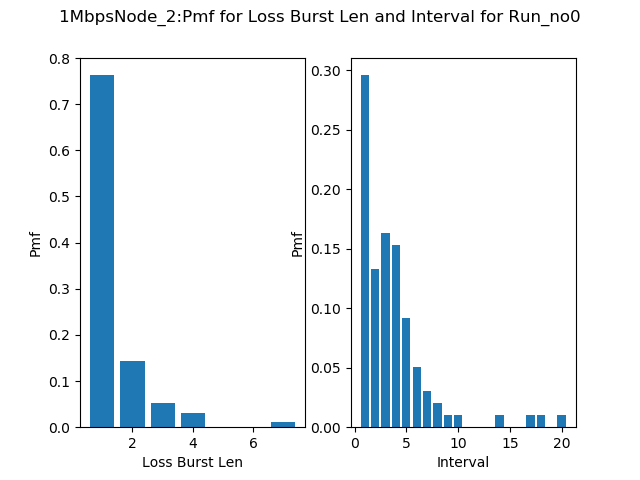 1MbpsNode_2:Pmf for Loss Burst Len and Interval for Run_no0
Pmf
0.8
0.7
0.6
0.5
0.4
0.3
0.2
0.1
0.0
2 4 6
Loss Burst Len
Pmf
0.30
0.25
0.20
0.15
0.10
0.05
0.00
0 5 10 15 20
Interval